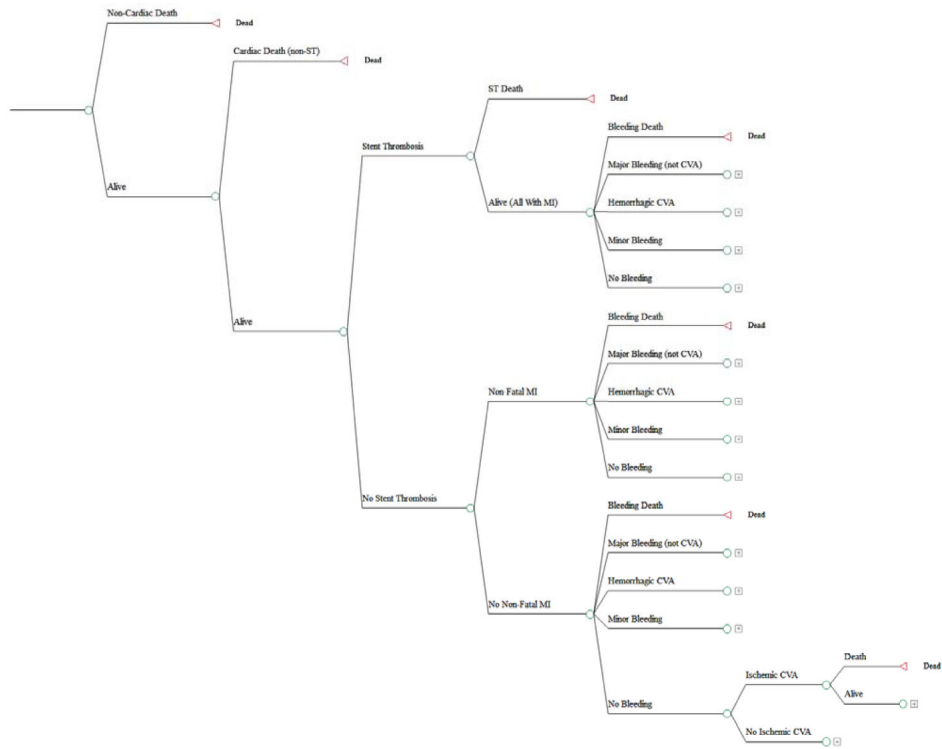 Non-Cardiac Death
Dead
Cardiac Death (non-ST)
Dead
ST Death
Dead
Bleeding Death
Dead
Stent Thrombosis
Major Bleeding (not CVA)
Alive
Alive (All With MI)
Hemorrhagic CVA
Minor Bleeding
No Bleeding
Alive
Bleeding Death
Dead
Major Bleeding (not CVA)
Non Fatal MI
Hemorrhagic CVA
Minor Bleeding
No Bleeding
No Stent Thrombosis
Bleeding Death
Dead
Major Bleeding (not CVA)
Hemorrhagic CVA
No Non-Fatal MI
Minor Bleeding
Death
Dead
Ischemic CVA
Alive
No Bleeding
No Ischemic CVA